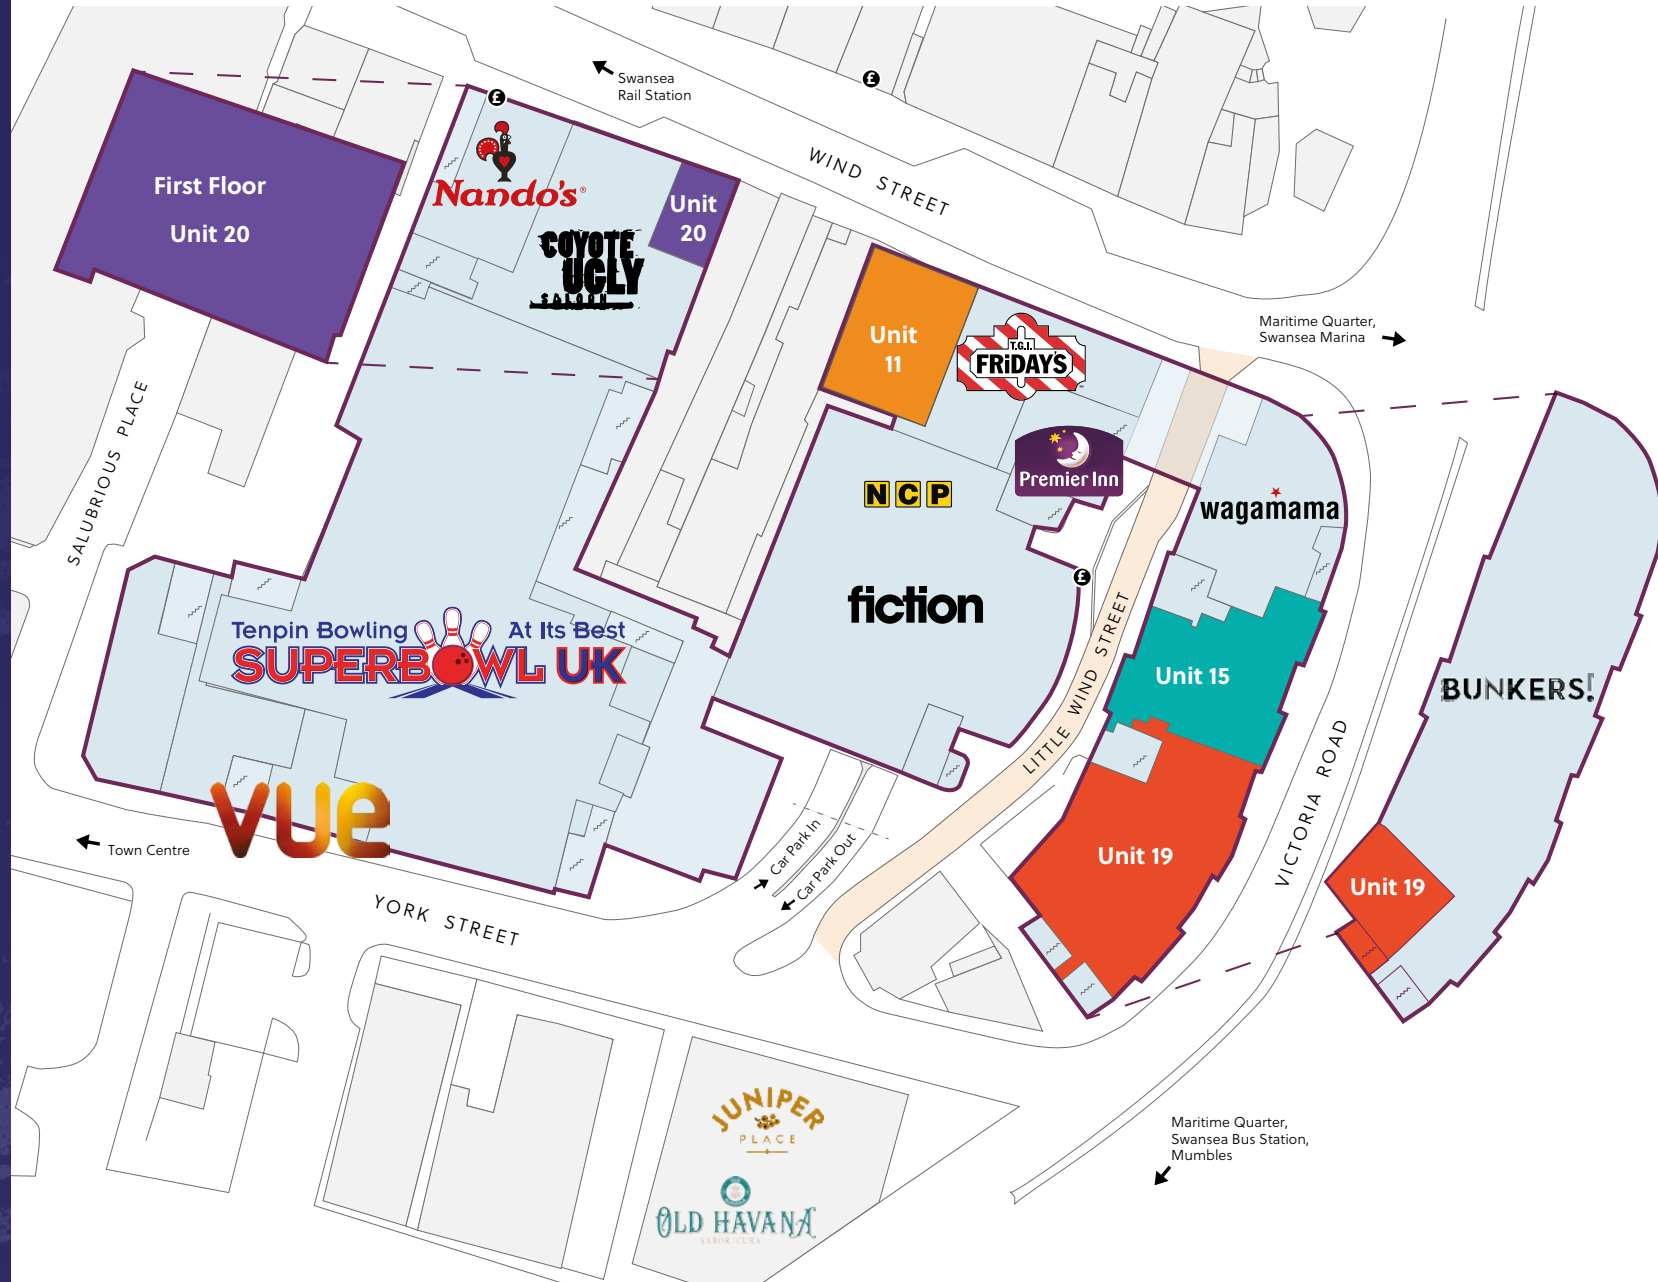 Swansea
Rail Station
£
£
WIND STREET
First Floor
Unit 20
Nando's®
COYOTE
UGLY
SALOON
Unit
20
Unit
11
T.G.I.
FRiDAY'S
Maritime Quarter,
Swansea Marina
Premier Inn
NCP
wagamama
£
fiction
SALUBRIOUS PLACE
Tenpin Bowling At Its Best
SUPERBOWL UK
LITTLE WIND STREET
Unit 15
BUNKERS!
VICTORIA ROAD
vue
Town Centre
Car Park In
Car Park Out
Unit 19
Unit 19
YORK STREET
JUNIPER
PLACE
Maritime Quarter,
Swansea Bus Station,
Mumbles
OLD HAVANA
SABOR CUBA